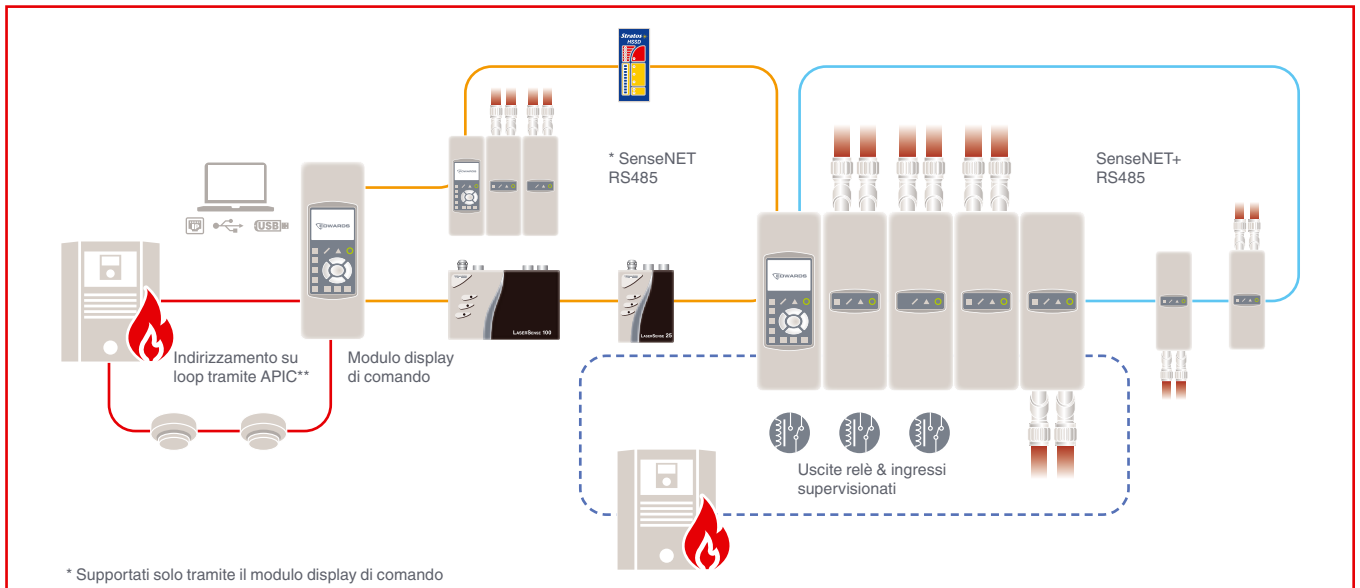 Stratos
HSSD
* SenseNET
RS485
SenseNET+
RS485
USB
EDWARDS
EDWARDS
LASERSENSE 100
LASERSENSE 25
Indirizzamento su
loop tramite APIC**
Modulo display
di comando
Uscite relè & ingressi
supervisionati
* Supportati solo tramite il modulo display di comando